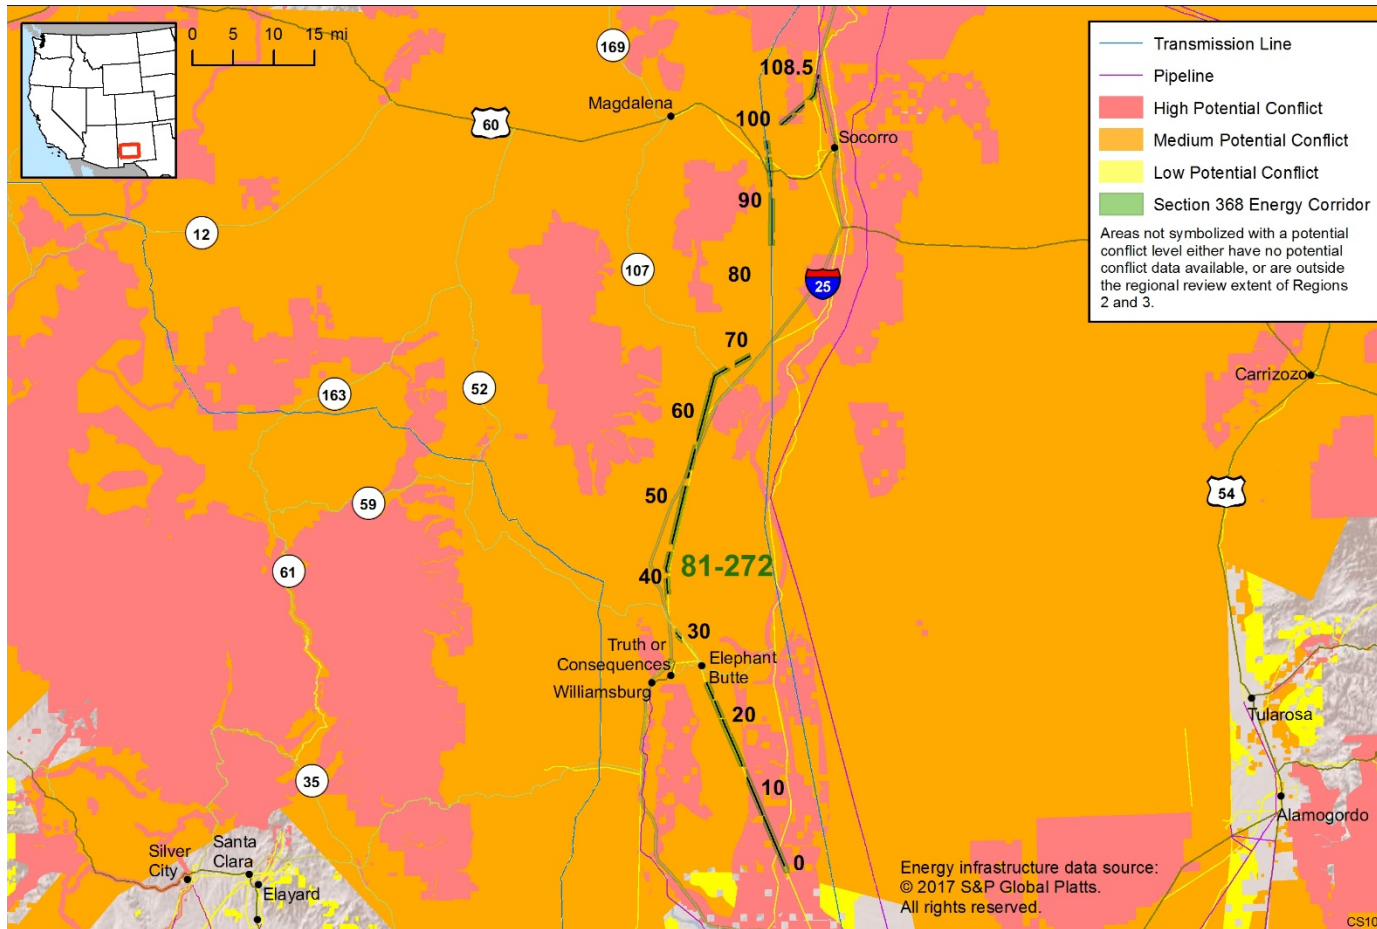 0 5 10 15 mi
169
108.5
Magdalena
100
60
Socorro
90
12
107
80
25
70
163
52
60
Carrizozo
50
59
54
61
40
81-272
30
Truth or
Consequences
Elephant
Butte
Williamsburg
20
Tularosa
35
10
Alamogordo
Santa
Clara
Silver
City
Elayard
0
Transmission Line
Pipeline
High Potential Conflict
Medium Potential Conflict
Low Potential Conflict
Section 368 Energy Corridor
Areas not symbolized with a potential
conflict level either have no potential
conflict data available, or are outside
the regional review extent of Regions
2 and 3.
Energy infrastructure data source:
© 2017 S&P Global Platts.
All rights reserved.
CS10